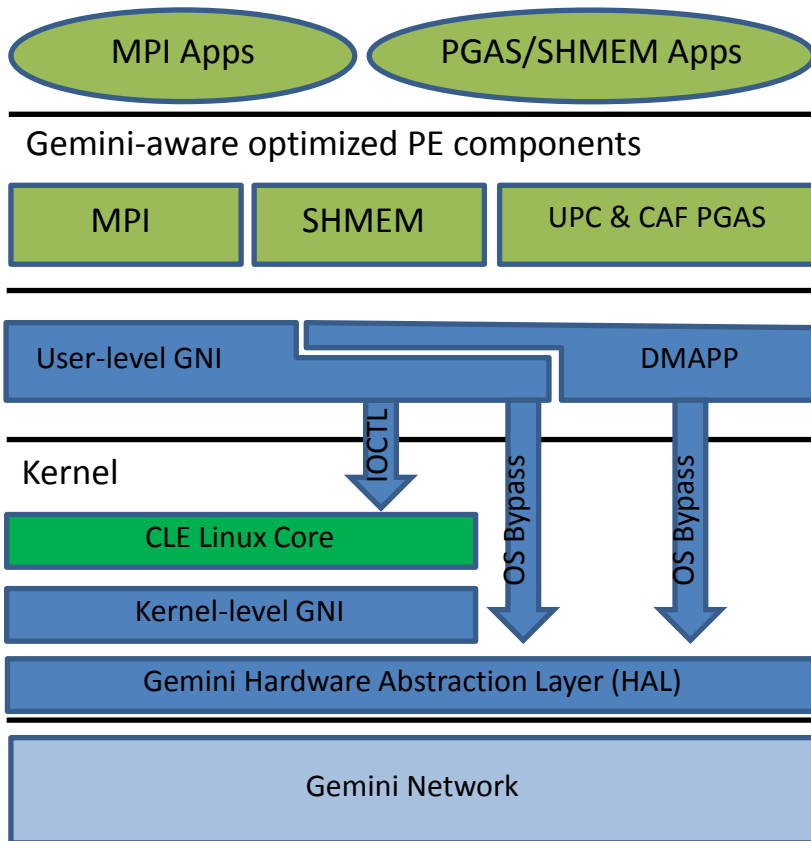 MPI Apps
PGAS/SHMEM Apps
Gemini-aware optimized PE components
MPI
SHMEM
UPC & CAF PGAS
User-level GNI
DMAPP
IOCTL
OS Bypass
OS Bypass
Kernel
CLE Linux Core
Kernel-level GNI
Gemini Hardware Abstraction Layer (HAL)
Gemini Network